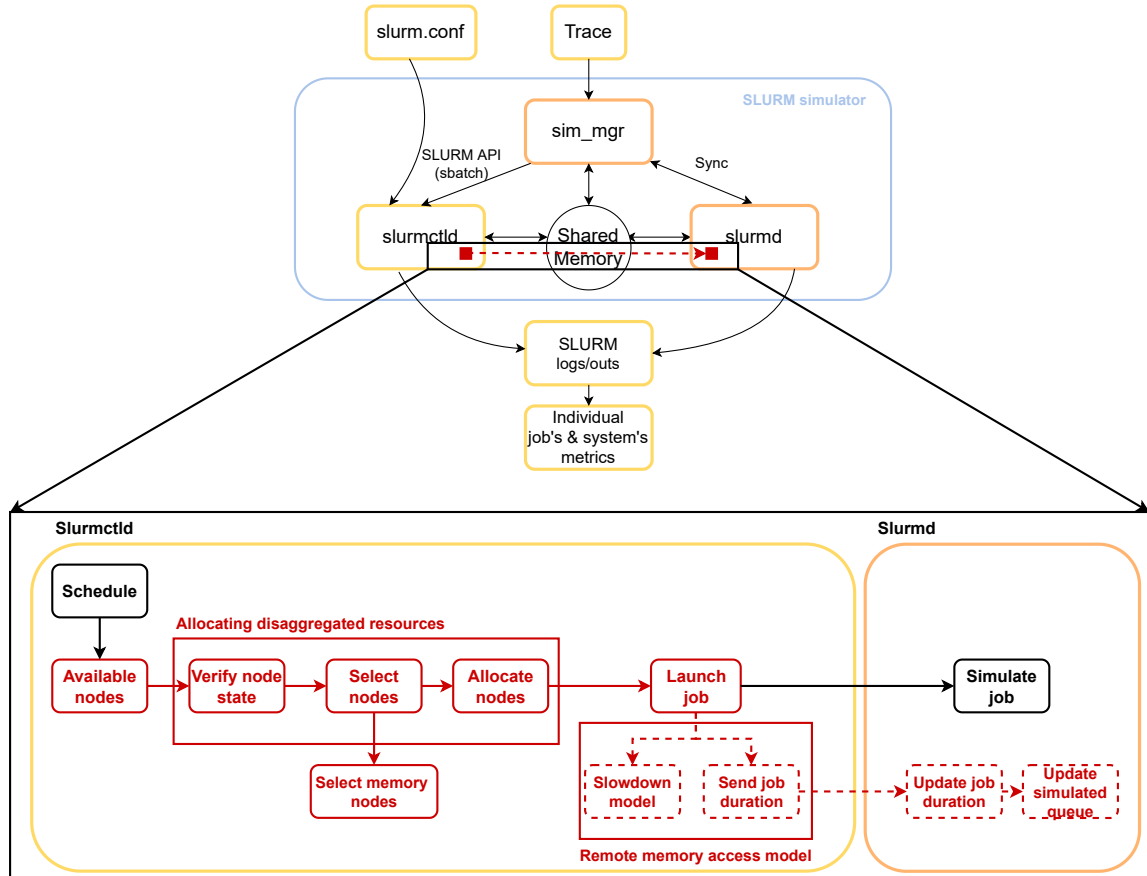 slurm.conf
Trace
SLURM simulator
sim_mgr
SLURM API
(sbatch)
Sync
slurmctld
Shared
Memory
slurmd
SLURM
logs/outs
Individual
job's & system's
metrics
Slurmctld
Slurmd
Schedule
Allocating disaggregated resources
Available
nodes
Verify node
state
Select
nodes
Allocate
nodes
Launch
job
Simulate
job
Select memory
nodes
Slowdown
model
Send job
duration
Update job
duration
Update
simulated
queue
Remote memory access model